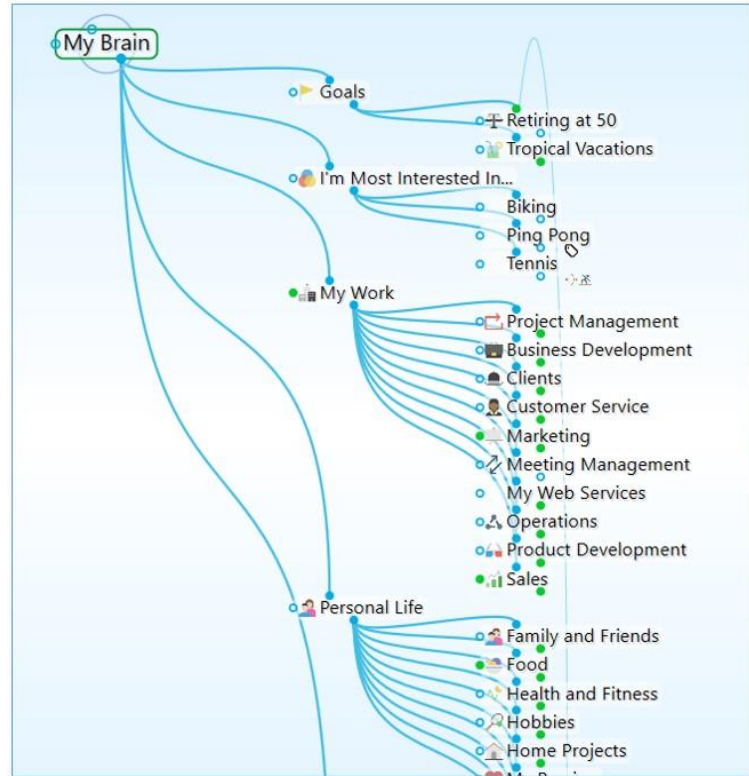 My Brain
Goals
Retiring at 50
Tropical Vacations
I'm Most Interested In...
Biking
Ping Pong
Tennis
My Work
Project Management
Business Development
Clients
Customer Service
Marketing
Meeting Management
My Web Services
Operations
Product Development
Sales
Personal Life
Family and Friends
Food
Health and Fitness
Hobbies
Home Projects